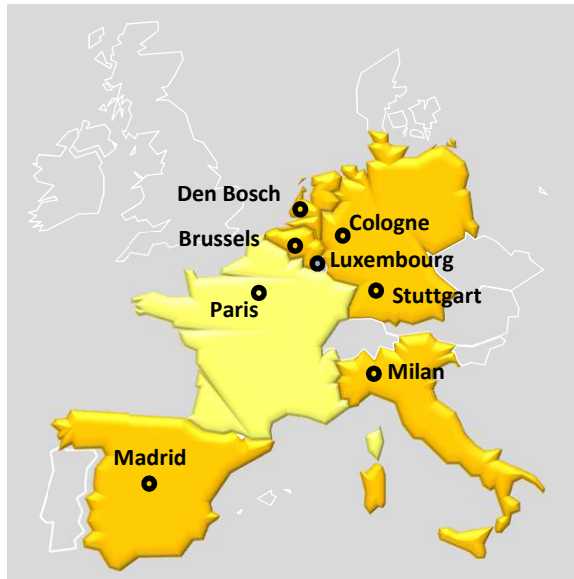 Den Bosch
Cologne
Brussels
Luxembourg
Stuttgart
Paris
Milan
Madrid